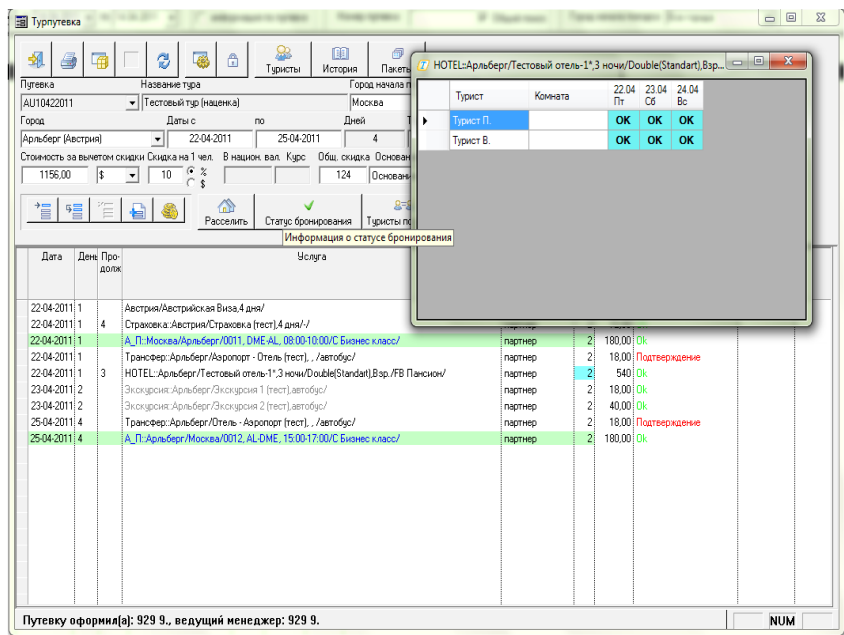 Турпутевка
Туристы
История
Пакеты
Путевка
Название тура
AU10422011
Тестовый тур (наценка)
Москва
Город
Даты с
по
Дней
Арльберг (Австрия)
22-04-2011
25-04-2011
4
Стоимость за вычетом скидки
Скидка на 1 чел.
В национ. вал.
Курс
Общ. скидка
1156,00
$
10
%
$
124
Расселить
Статус бронирования
Информация о статусе бронирования
HOTEL::Арльберг/Тестовый отель-1*,3 ночи/Double(Standart),Взр...
Турист
Комната
22.04 Пт
23.04 Сб
24.04 Вс
Турист П.
OK
OK
OK
Турист В.
OK
OK
OK
Дата
День
Про-
долж
Услуга
22-04-2011 1 Австрия/Австрийская Виза,4 дня/
22-04-2011 1 4 Страховка::Австрия/Страховка (тест),4 дня/-/
22-04-2011 1 А_П::Москва/Арльберг/0011, DME-AL, 08:00-10:00/С Бизнес класс/ партнер 2 180,00 Ok
22-04-2011 1 Трансфер::Арльберг/Аэропорт - Отель (тест), , /автобус/ партнер 2 18,00 Подтверждение
22-04-2011 1 3 HOTEL::Арльберг/Тестовый отель-1*,3 ночи/Double(Standart),Взр./FB Пансион/ партнер 2 540 Ok
23-04-2011 2 Экскурсия::Арльберг/Экскурсия 1 (тест),автобус/ партнер 2 18,00 Ok
23-04-2011 2 Экскурсия::Арльберг/Экскурсия 2 (тест),автобус/ партнер 2 40,00 Ok
25-04-2011 4 Трансфер::Арльберг/Отель - Аэропорт (тест), , /автобус/ партнер 2 18,00 Подтверждение
25-04-2011 4 А_П::Арльберг/Москва/0012, AL-DME, 15:00-17:00/С Бизнес класс/ партнер 2 180,00 Ok
Путевку оформил(а): 929 9., ведущий менеджер: 929 9.
NUM